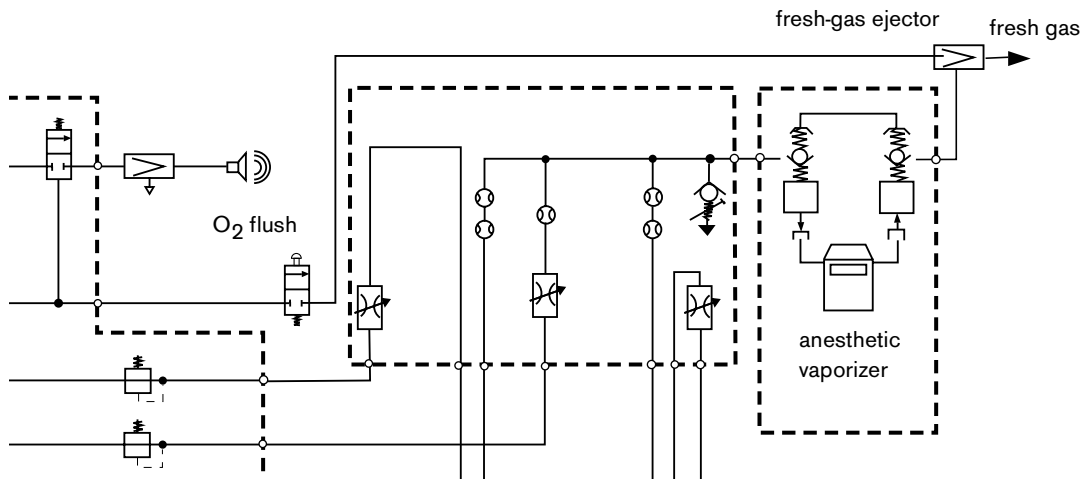 fresh-gas ejector
fresh gas
O2 flush
anesthetic
vaporizer